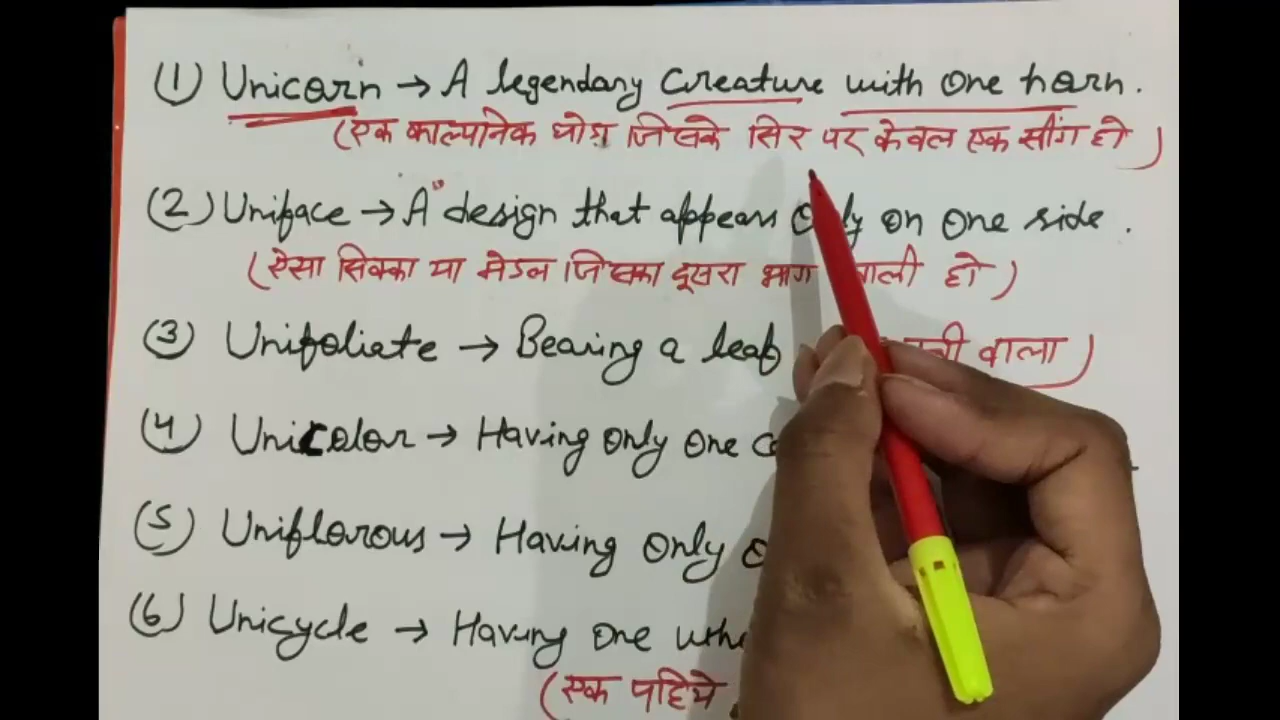 (1) Unicorn → A legendary creature with one horn.
(एक काल्पनिक घोड़ा जिसके सिर पर केवल एक सींग हो)
(2) Uniface → A design that appears only on one side.
(ऐसा सिक्का या मेडल जिसका दूसरा भाग खाली हो)
(3) Unifoliate → Bearing a leaf वाला)
(4) Unicolor → Having only one
(5) Uniflorous → Having only
(6) Unicycle → Having one
(एक पहिये